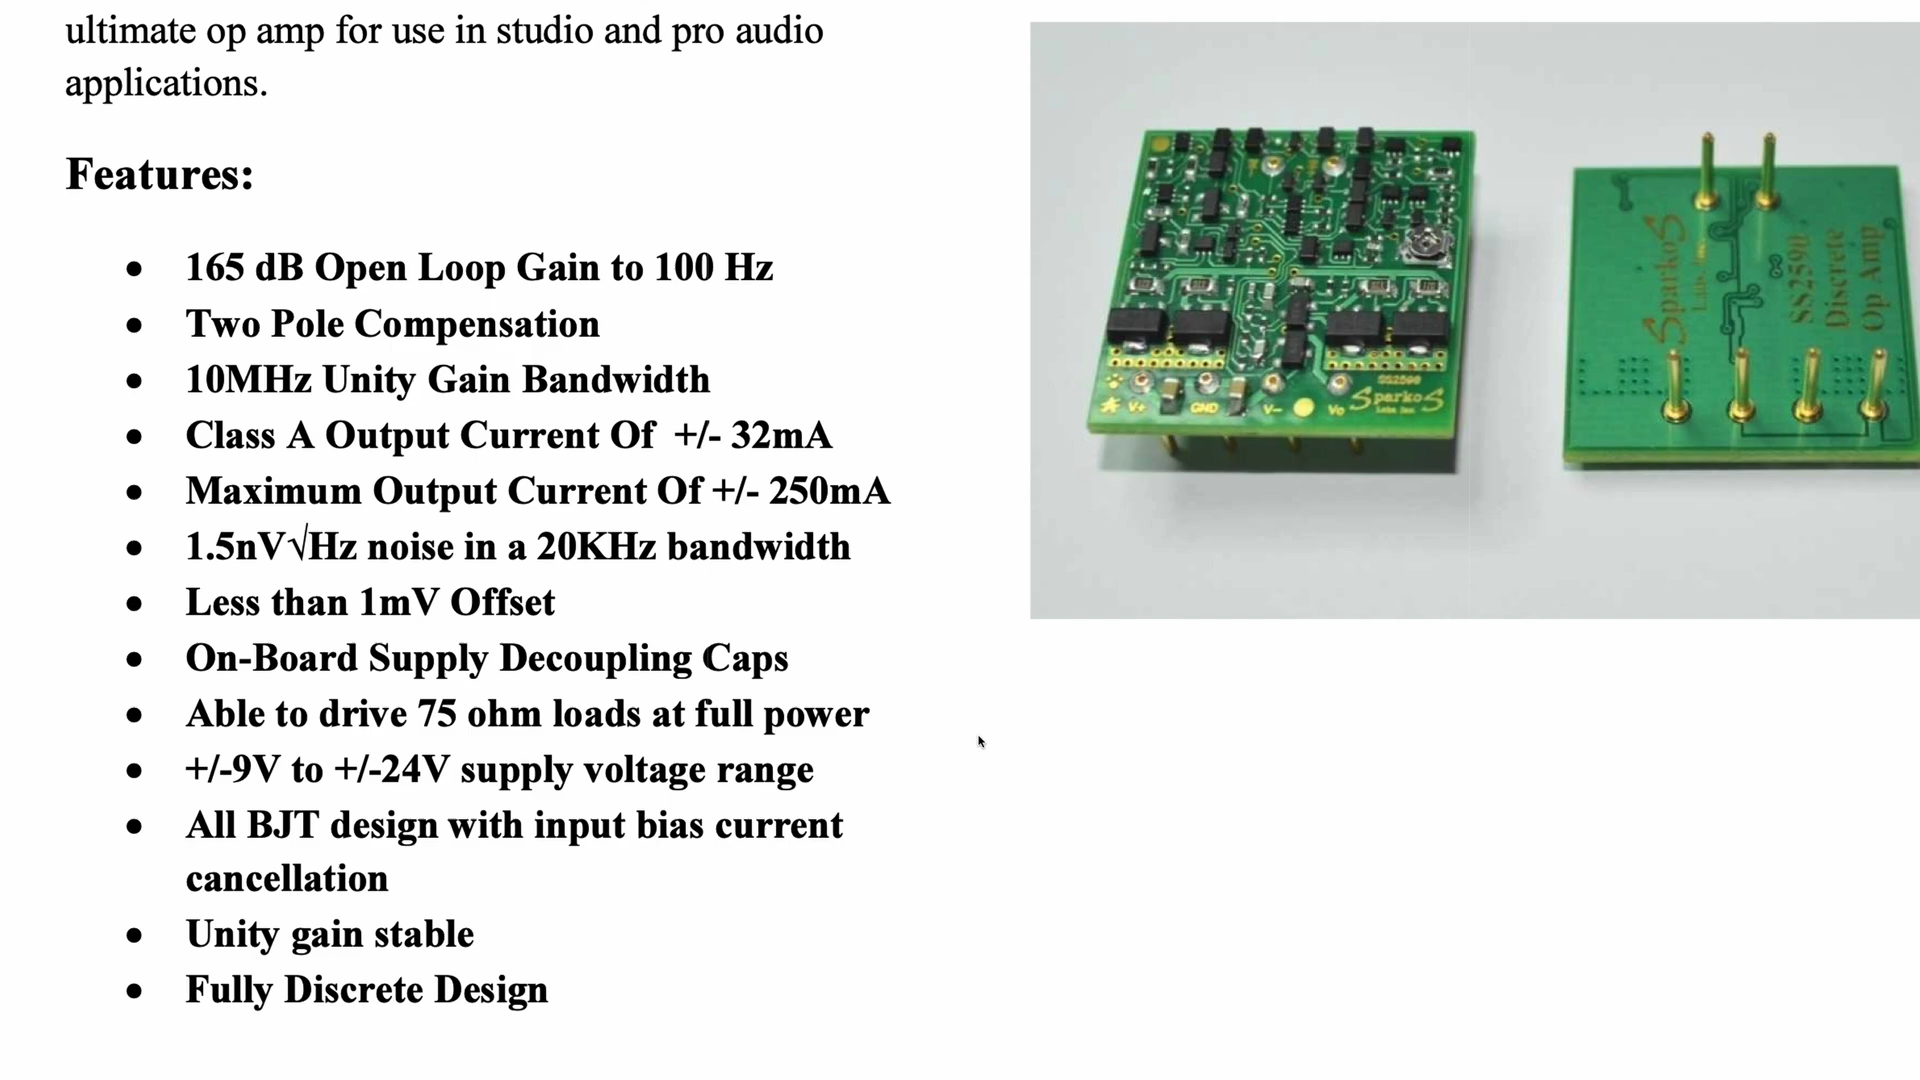 ultimate op amp for use in studio and pro audio
applications.
Features:
• 165 dB Open Loop Gain to 100 Hz
• Two Pole Compensation
• 10MHz Unity Gain Bandwidth
• Class A Output Current Of +/- 32mA
• Maximum Output Current Of +/- 250mA
• 1.5nV√Hz noise in a 20KHz bandwidth
• Less than 1mV Offset
• On-Board Supply Decoupling Caps
• Able to drive 75 ohm loads at full power
• +/-9V to +/-24V supply voltage range
• All BJT design with input bias current
cancellation
• Unity gain stable
• Fully Discrete Design
SS2590
V+ GND V- Vo SparkoS
Labs Inc.
SparkoS
Labs
SS2590
Discrete
Op Amp